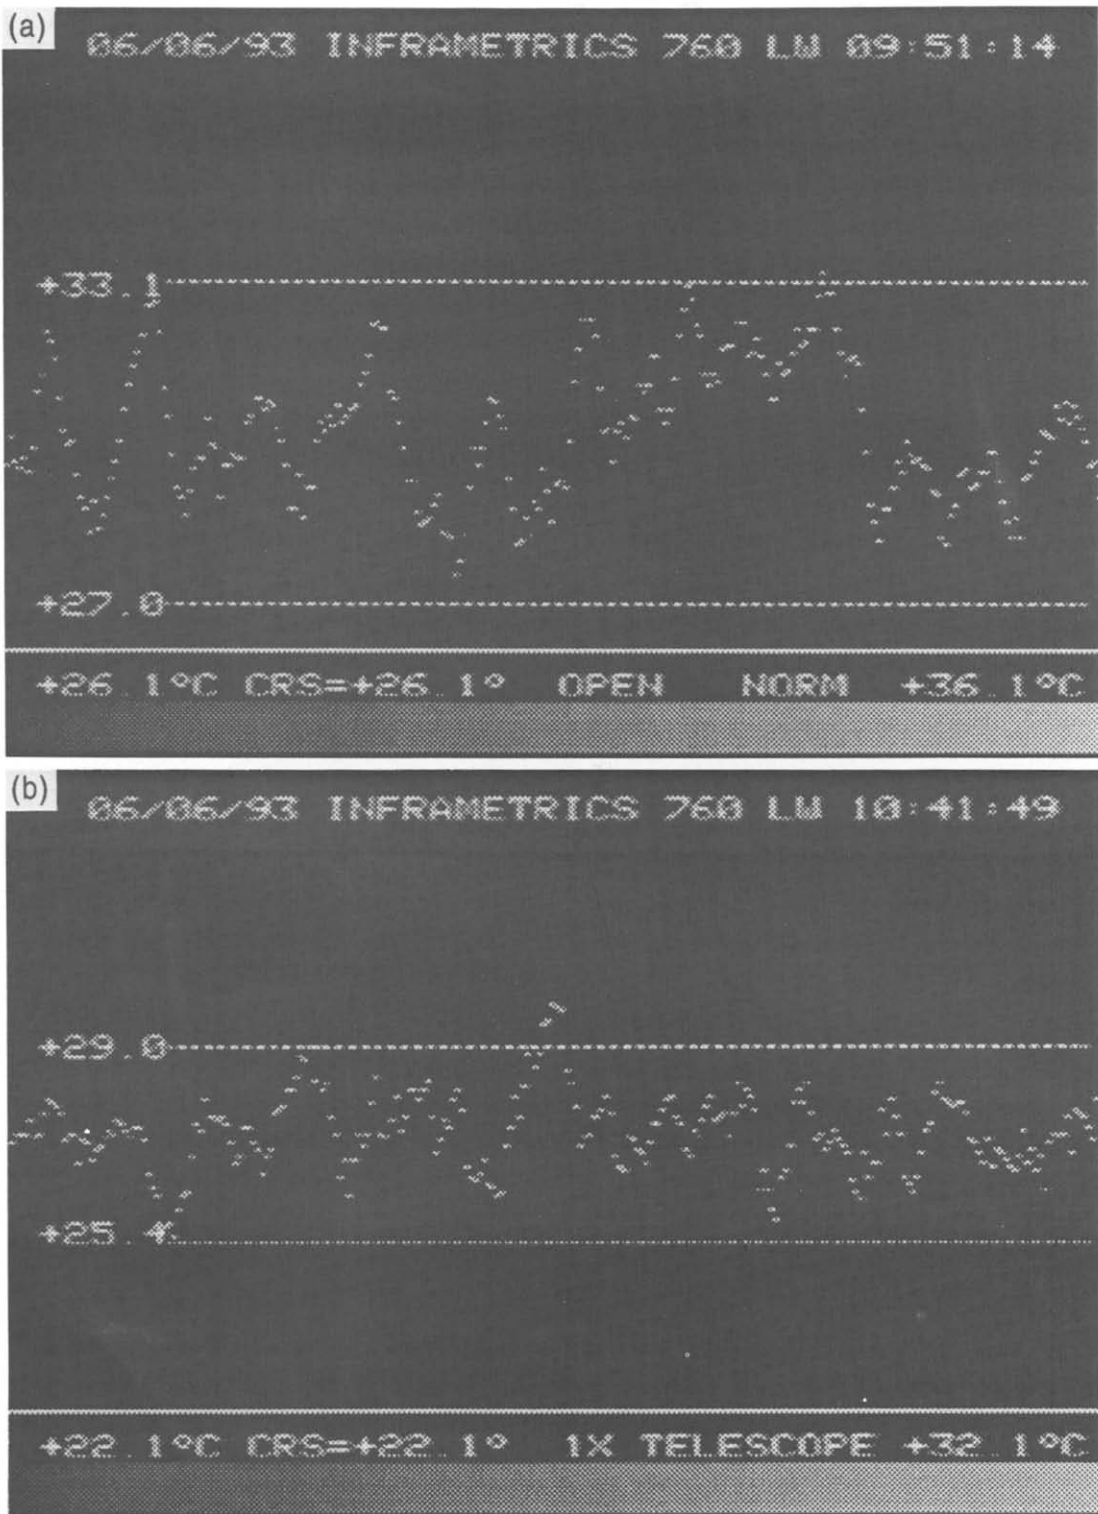 (a)
06/06/93 INFRAMETRICS 760 LW 09:51:14
+33.1
+27.0
+26.1°C CRS=+26.1° OPEN NORM +36.1°C
(b)
06/06/93 INFRAMETRICS 760 LW 10:41:49
+29.0
+25.4
+22.1°C CRS=+22.1° 1X TELESCOPE +32.1°C